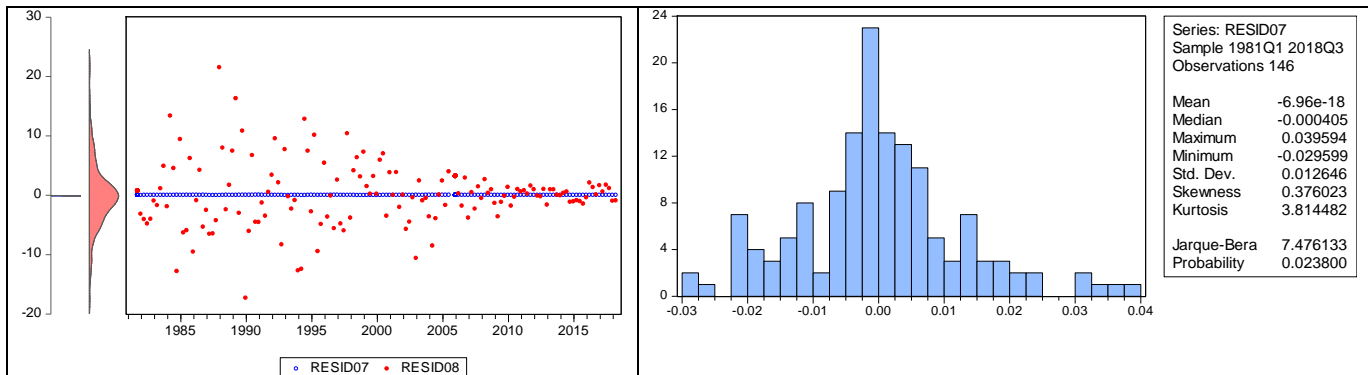 30
20
10
0
-10
-20
1985 1990 1995 2000 2005 2010 2015
RESID07 RESID08
24
20
16
12
8
4
0
-0.03 -0.02 -0.01 0.00 0.01 0.02 0.03 0.04
Series: RESID07
Sample 1981Q1 2018Q3
Observations 146
Mean -6.96e-18
Median -0.000405
Maximum 0.039594
Minimum -0.029599
Std. Dev. 0.012646
Skewness 0.376023
Kurtosis 3.814482
Jarque-Bera 7.476133
Probability 0.023800